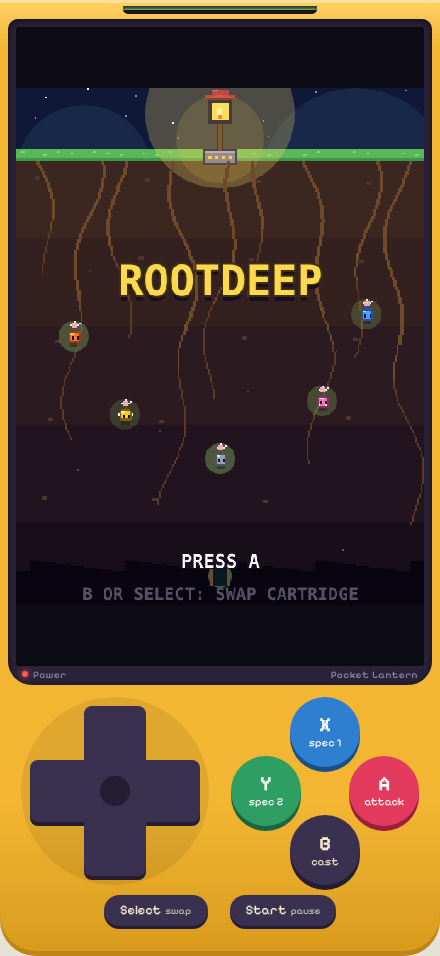 ROOTDEEP
PRESS A
B OR SELECT: SWAP CARTRIDGE
Power
Pocket Lantern
X
spec 1
Y
spec 2
A
attack
B
cast
Select swap
Start pause